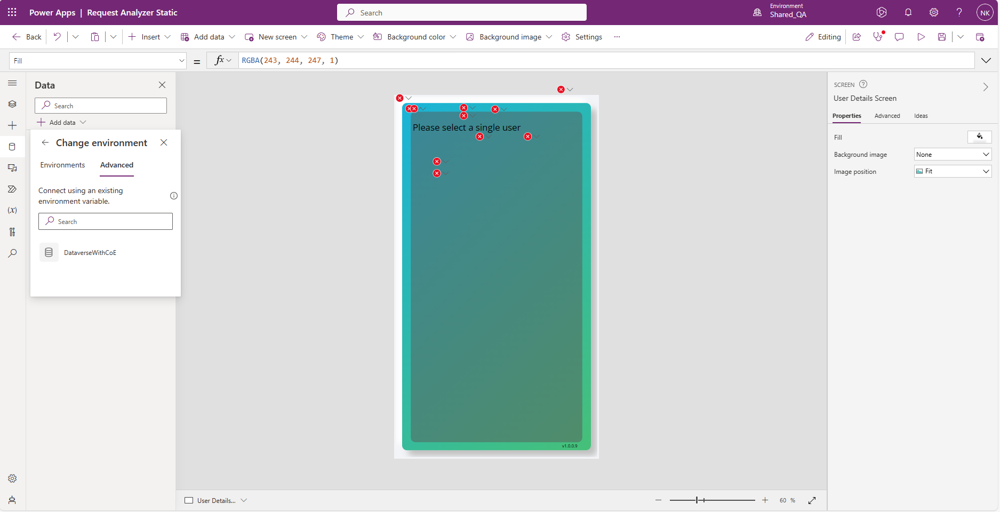 Power Apps | Request Analyzer Static
Search
Environment
Shared_QA
NK
Back
Insert
Add data
New screen
Theme
Background color
Background image
Settings
...
Editing
Fill
=
fx
RGBA(243, 244, 247, 1)
Data
Search
Add data
Change environment
Environments
Advanced
Connect using an existing
environment variable.
Search
DataverseWithCoE
(x)
Please select a single user
v1.0.0.9
SCREEN
User Details Screen
Properties
Advanced
Ideas
Fill
Background image
None
Image position
Fit
User Details...
60 %